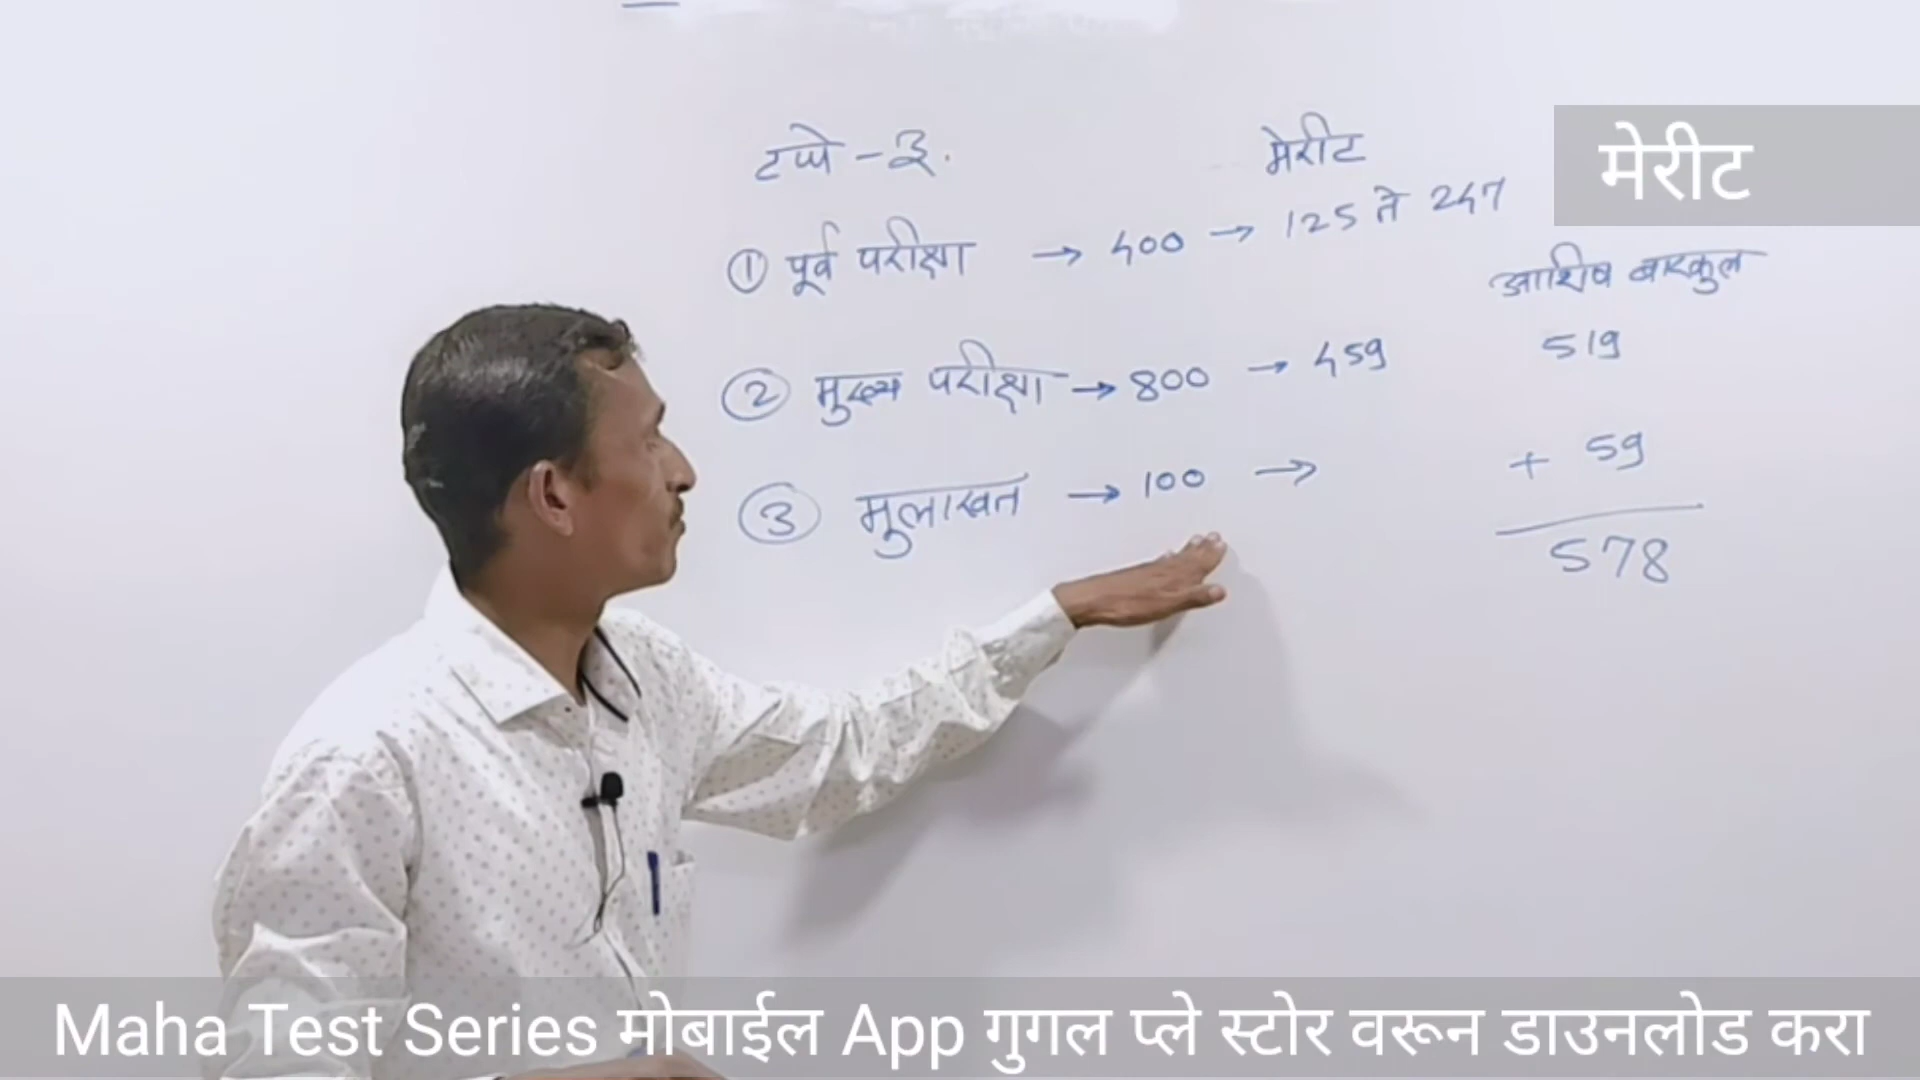 टप्पे - ३.
मेरीट
मेरीट
① पूर्व परीक्षा → 400 → 125 ते 247
आशिष बारकुल
② मुख्य परीक्षा → 800 → 459
519
③ मुलाखत → 100 →
+ 59
578
Maha Test Series मोबाईल App गुगल प्ले स्टोर वरून डाउनलोड करा